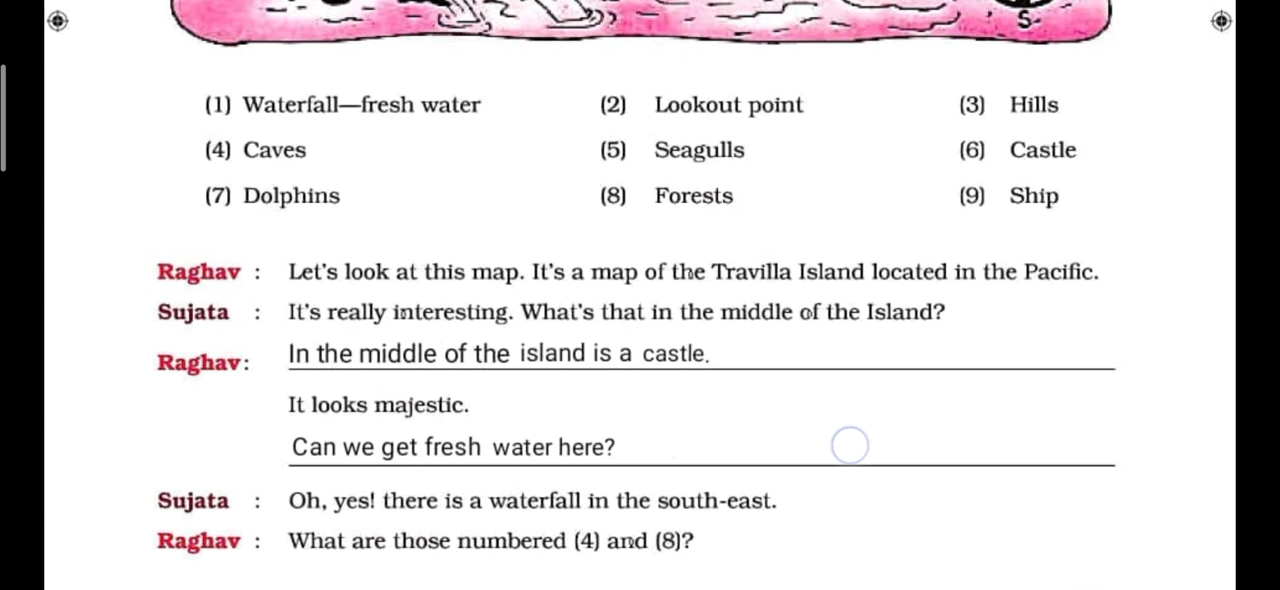 S
(1) Waterfall—fresh water (2) Lookout point (3) Hills
(4) Caves (5) Seagulls (6) Castle
(7) Dolphins (8) Forests (9) Ship
Raghav : Let's look at this map. It's a map of the Travilla Island located in the Pacific.
Sujata : It's really interesting. What's that in the middle of the Island?
Raghav: In the middle of the island is a castle.
It looks majestic.
Can we get fresh water here?
Sujata : Oh, yes! there is a waterfall in the south-east.
Raghav : What are those numbered (4) and (8)?